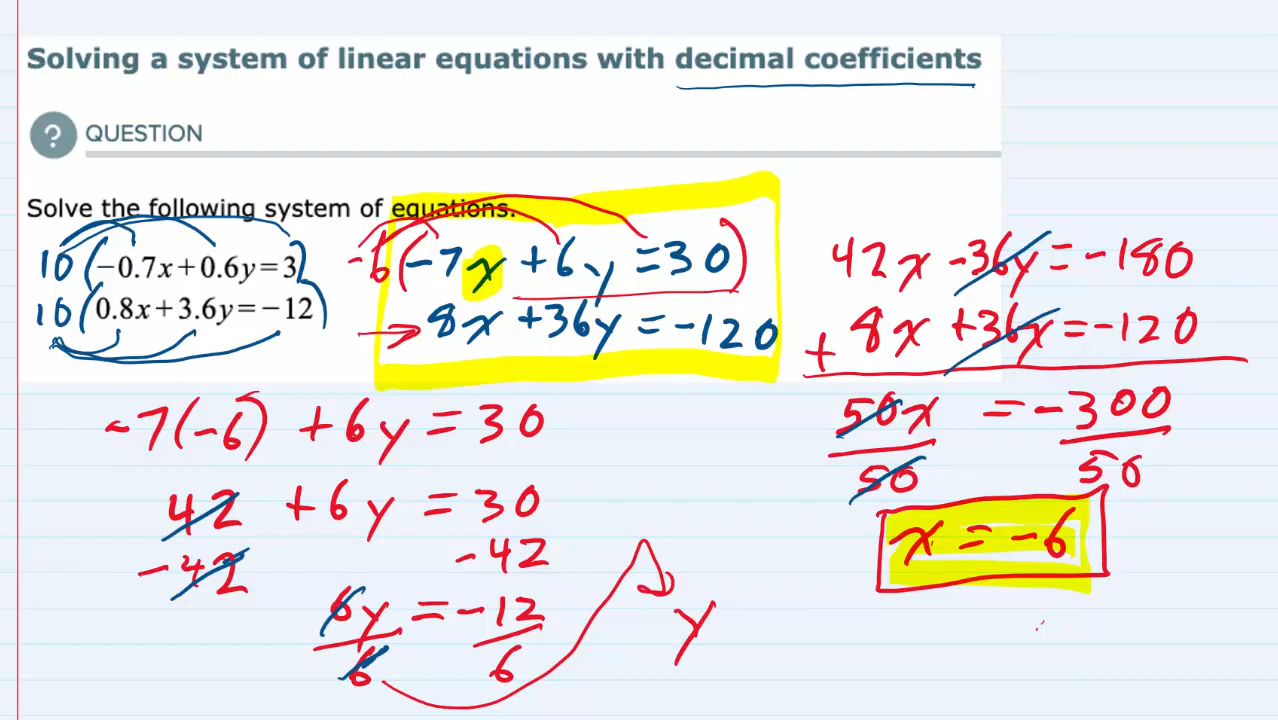 Solving a system of linear equations with decimal coefficients
? QUESTION
Solve the following system of equations.
10(−0.7x+0.6y=3)
10(0.8x+3.6y=−12)
-6(-7x +6y =30)
8x +36y = -120
42x -36y = -180
+ 8x +36x = -120
50x = -300
50 50
x = -6
-7(-6) +6y = 30
42 +6y = 30
-42 -42
6y = -12
6 6
y